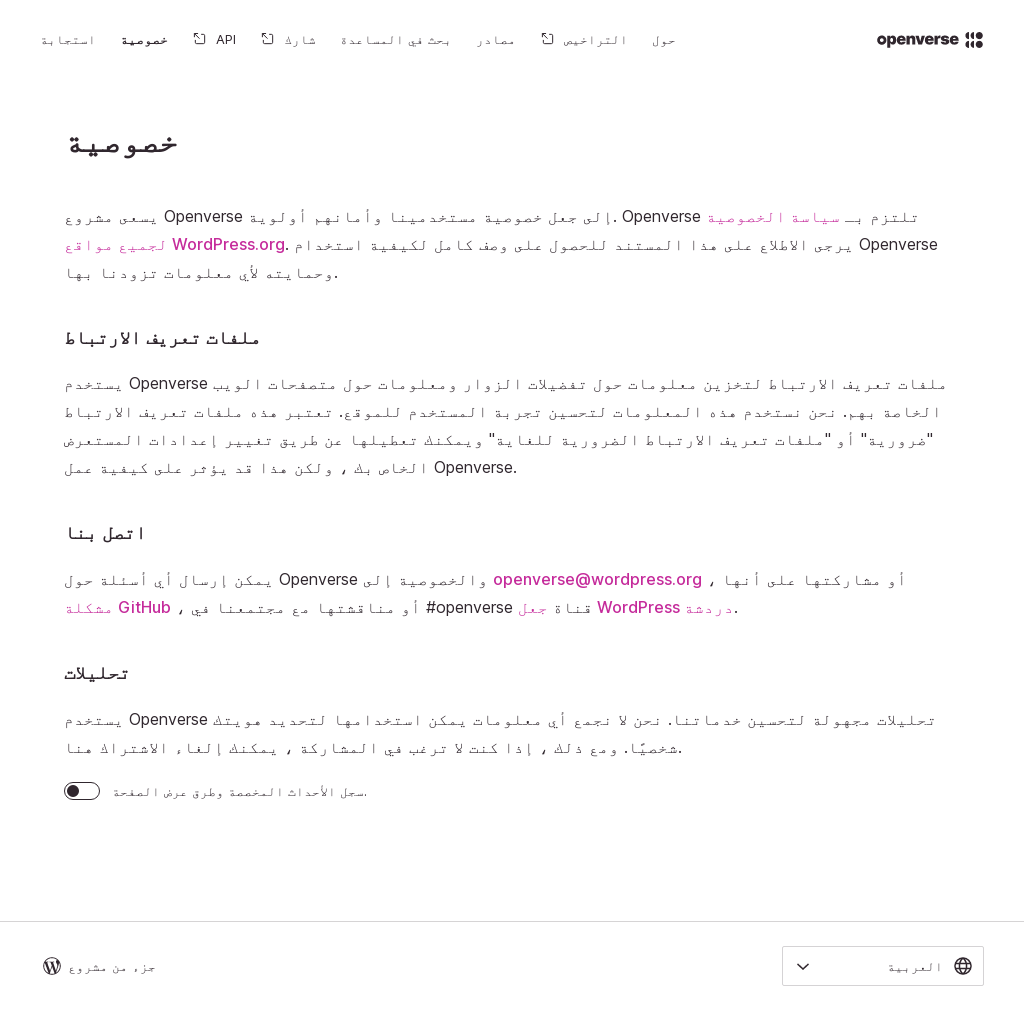 openverse
حول
التراخيص
مصادر
بحث في المساعدة
شارك
API
خصوصية
استجابة
خصوصية
يسعى مشروع Openverse إلى جعل خصوصية مستخدمينا وأمانهم أولوية. Openverse تلتزم بـ سياسة الخصوصية
لجميع مواقع WordPress.org. يرجى الاطلاع على هذا المستند للحصول على وصف كامل لكيفية استخدام Openverse
وحمايته لأي معلومات تزودنا بها.
ملفات تعريف الارتباط
يستخدم Openverse ملفات تعريف الارتباط لتخزين معلومات حول تفضيلات الزوار ومعلومات حول متصفحات الويب
الخاصة بهم. نحن نستخدم هذه المعلومات لتحسين تجربة المستخدم للموقع. تعتبر هذه ملفات تعريف الارتباط
"ضرورية" أو "ملفات تعريف الارتباط الضرورية للغاية" ويمكنك تعطيلها عن طريق تغيير إعدادات المستعرض
الخاص بك ، ولكن هذا قد يؤثر على كيفية عمل Openverse.
اتصل بنا
يمكن إرسال أي أسئلة حول Openverse والخصوصية إلى openverse@wordpress.org ، أو مشاركتها على أنها
مشكلة GitHub ، أو مناقشتها مع مجتمعنا في #openverse قناة جعل WordPress دردشة.
تحليلات
يستخدم Openverse تحليلات مجهولة لتحسين خدماتنا. نحن لا نجمع أي معلومات يمكن استخدامها لتحديد هويتك
شخصيًا. ومع ذلك ، إذا كنت لا ترغب في المشاركة ، يمكنك إلغاء الاشتراك هنا.
سجل الأحداث المخصصة وطرق عرض الصفحة.
العربية
جزء من مشروع